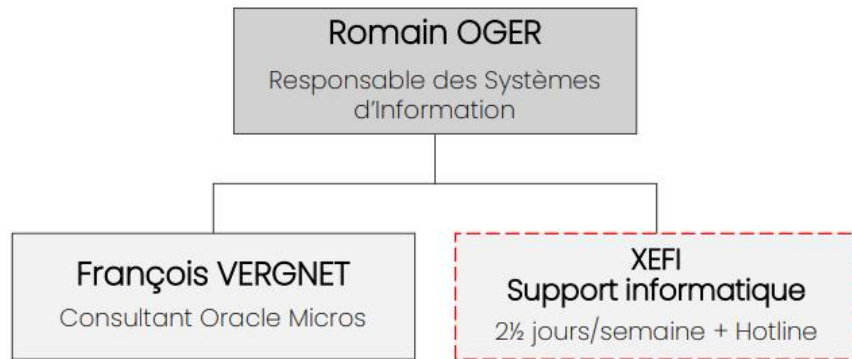 Romain OGER
Responsable des Systèmes
d’Information
François VERGNET
Consultant Oracle Micros
XEFI
Support informatique
2½ jours/semaine + Hotline